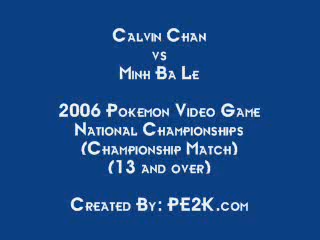 Calvin Chan
vs
Minh Ba Le
2006 Pokemon Video Game
National Championships
(Championship Match)
(13 and over)
Created By: PE2K.com